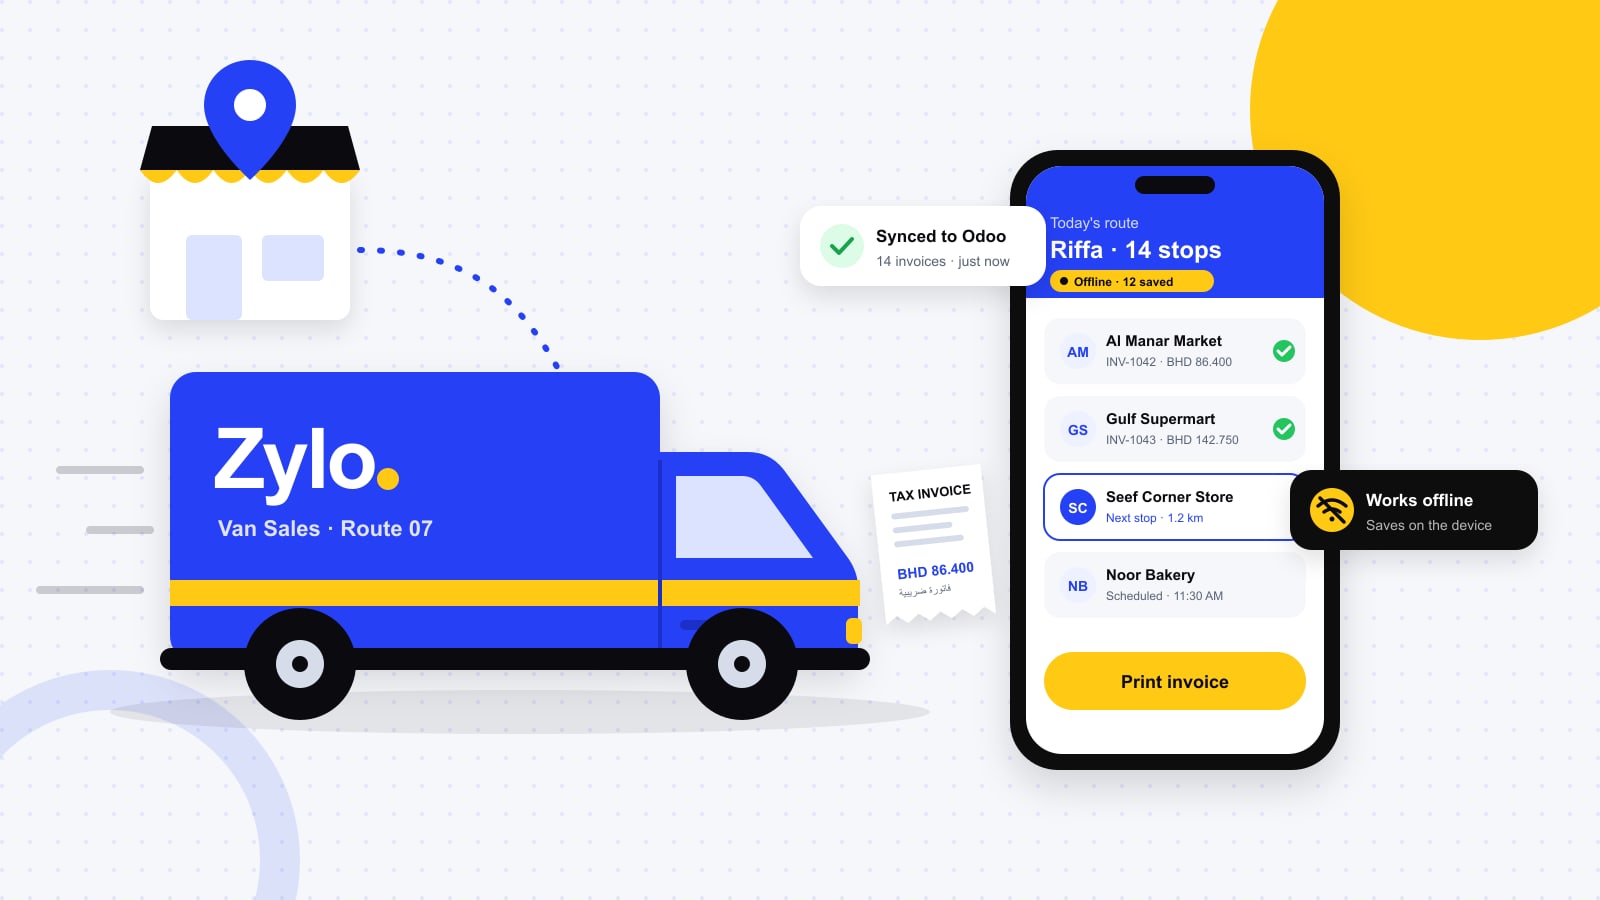 Zylo.
Van Sales · Route 07
TAX INVOICE
BHD 86.400
فاتورة ضريبية
Synced to Odoo
14 invoices · just now
Today's route
Riffa · 14 stops
Offline · 12 saved
AM
Al Manar Market
INV-1042 · BHD 86.400
GS
Gulf Supermart
INV-1043 · BHD 142.750
SC
Seef Corner Store
Next stop · 1.2 km
Works offline
Saves on the device
NB
Noor Bakery
Scheduled · 11:30 AM
Print invoice